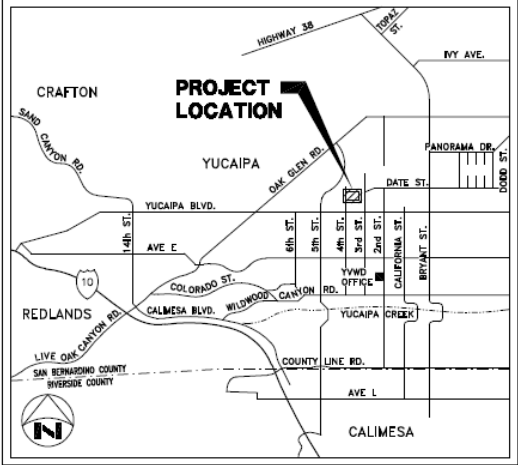 HIGHWAY 38
TOPAZ
ST.
IVY AVE.
CRAFTON
PROJECT
LOCATION
SAND
CANYON RD.
YUCAIPA
OAK GLEN RD.
PANORAMA DR.
DODD ST.
DATE ST.
YUCAIPA BLVD.
14th ST.
AVE E
6th ST.
5th ST.
4th ST.
3rd ST.
2nd ST.
CALIFORNIA ST.
BRYANT ST.
YVWD
OFFICE
10
COLORADO ST.
WILDWOOD CANYON RD.
CALIMESA BLVD.
YUCAIPA CREEK
REDLANDS
LIVE OAK CANYON RD.
COUNTY LINE RD.
SAN BERNARDINO COUNTY
RIVERSIDE COUNTY
AVE L
N
CALIMESA